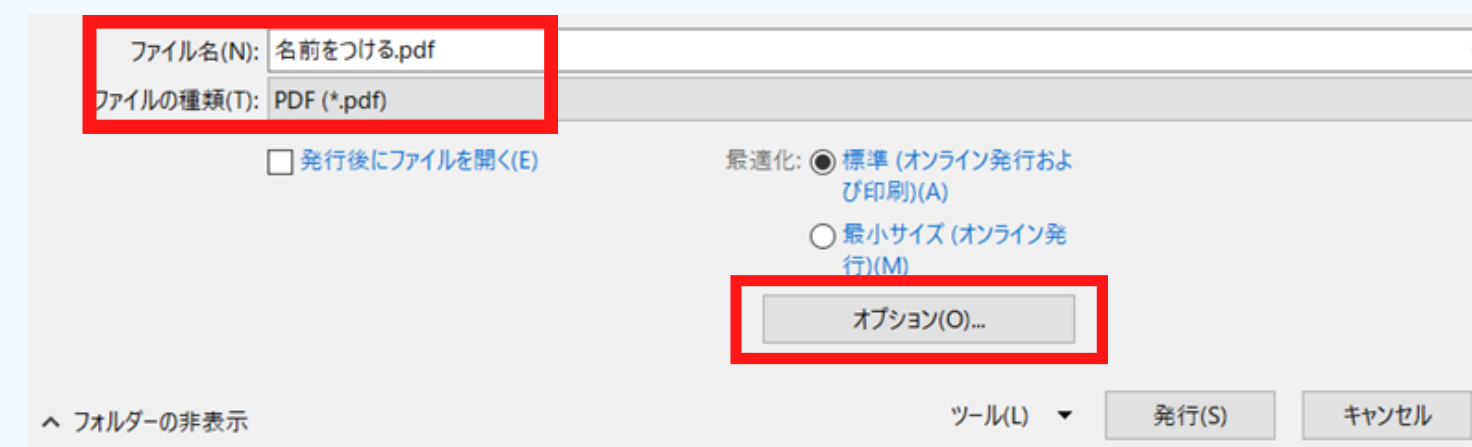 ファイル名(N): 名前をつける.pdf
ファイルの種類(T): PDF (*.pdf)
発行後にファイルを開く(E)
最適化: 標準 (オンライン発行およ
び印刷)(A)
最小サイズ (オンライン発
行)(M)
オプション(O)...
フォルダーの非表示
ツール(L) 発行(S) キャンセル